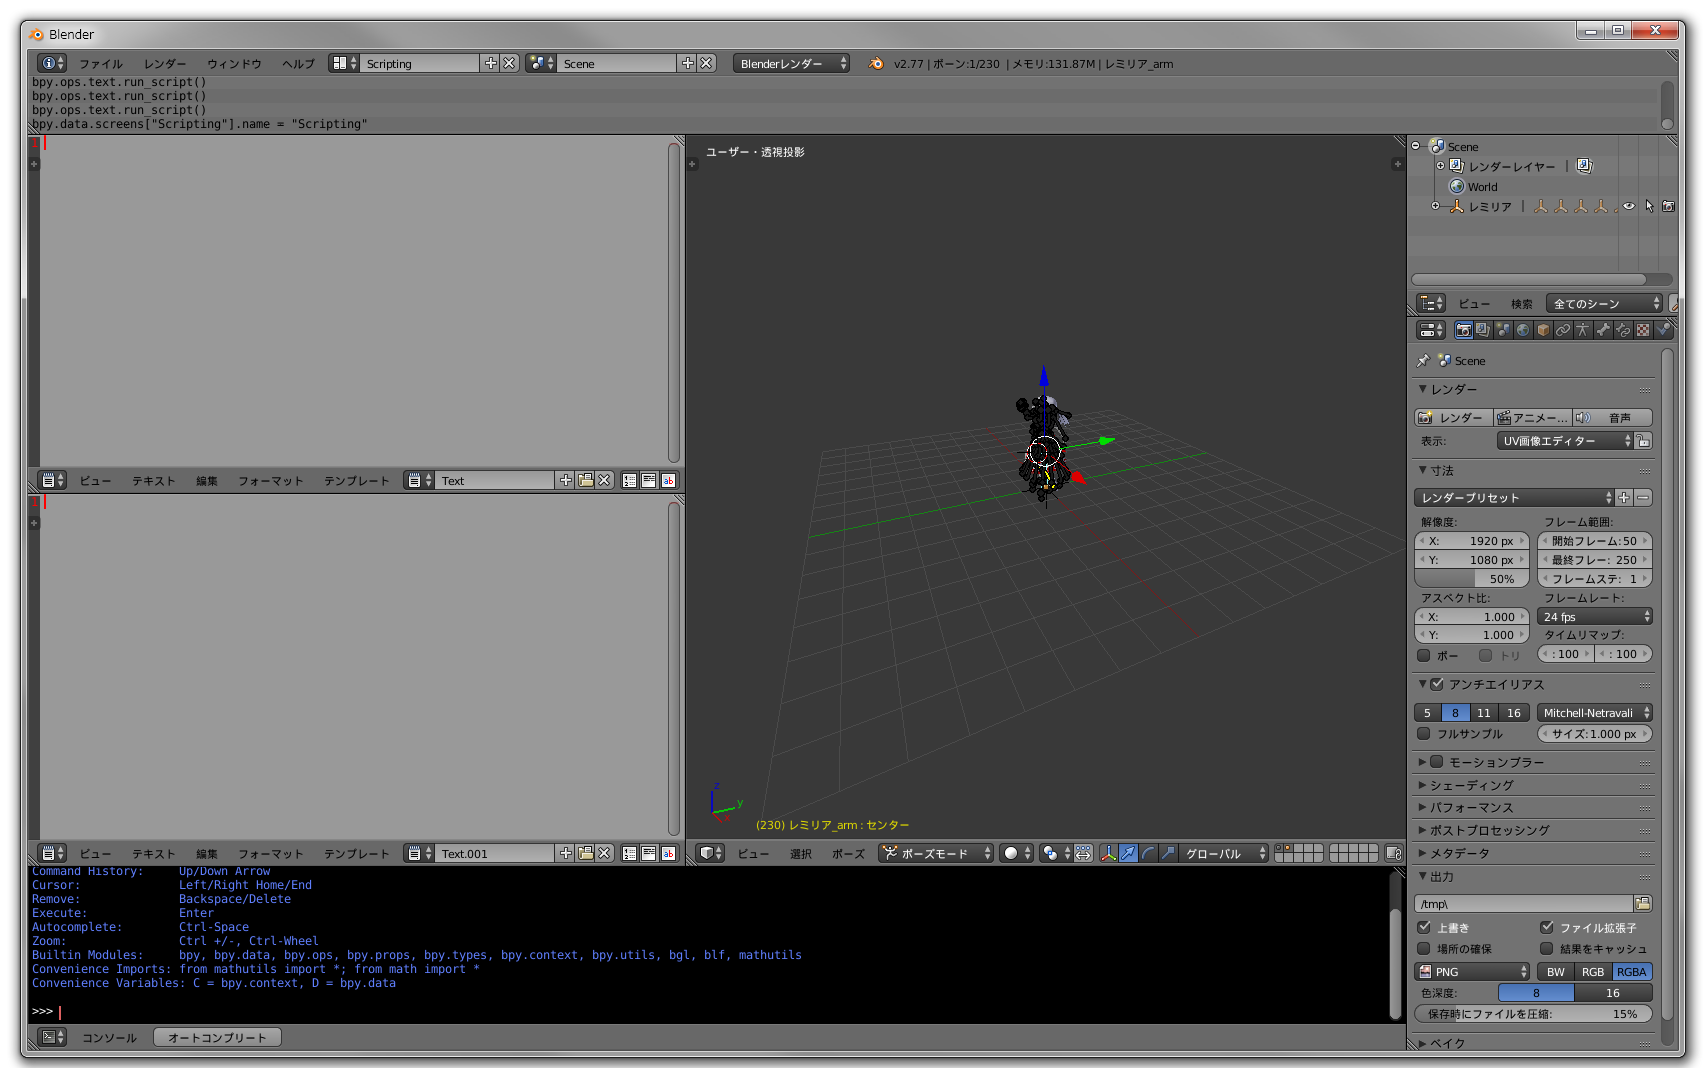 Blender
ファイル レンダー ウィンドウ ヘルプ Scripting Scene Blenderレンダー v2.77 | ボーン:1/230 | メモリ:131.87M | レミリア_arm
bpy.ops.text.run_script()
bpy.ops.text.run_script()
bpy.ops.text.run_script()
bpy.data.screens["Scripting"].name = "Scripting"
1
ビュー テキスト 編集 フォーマット テンプレート Text
1
ビュー テキスト 編集 フォーマット テンプレート Text.001
ユーザー・透視投影
z
y
x
(230) レミリア_arm : センター
ビュー 選択 ポーズ ポーズモード グローバル
Command History: Up/Down Arrow
Cursor: Left/Right Home/End
Remove: Backspace/Delete
Execute: Enter
Autocomplete: Ctrl-Space
Zoom: Ctrl +/-, Ctrl-Wheel
Builtin Modules: bpy, bpy.data, bpy.ops, bpy.props, bpy.types, bpy.context, bpy.utils, bgl, blf, mathutils
Convenience Imports: from mathutils import *; from math import *
Convenience Variables: C = bpy.context, D = bpy.data
>>>
コンソール オートコンプリート
Scene
レンダーレイヤー |
World
レミリア |
ビュー 検索 全てのシーン
Scene
レンダー
レンダー アニメー... 音声
表示: UV画像エディター
寸法
レンダープリセット
解像度: フレーム範囲:
X: 1920 px 開始フレーム: 50
Y: 1080 px 最終フレー: 250
50% フレームステ: 1
アスペクト比: フレームレート:
X: 1.000 24 fps
Y: 1.000 タイムリマップ:
ボー トリ : 100 : 100
アンチエイリアス
5 8 11 16 Mitchell-Netravali
フルサンプル サイズ: 1.000 px
モーションブラー
シェーディング
パフォーマンス
ポストプロセッシング
メタデータ
出力
/tmp\
上書き ファイル拡張子
場所の確保 結果をキャッシュ
PNG BW RGB RGBA
色深度: 8 16
保存時にファイルを圧縮: 15%
ベイク